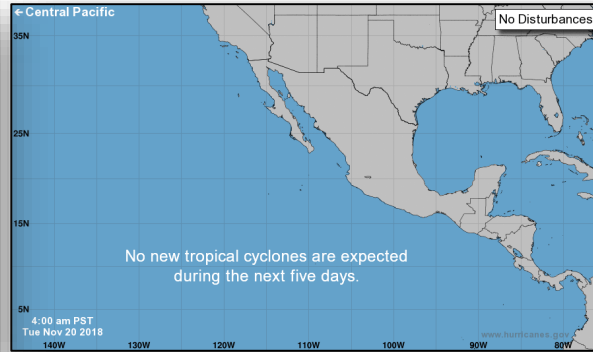 ← Central Pacific
No Disturbances
35N
25N
15N
No new tropical cyclones are expected
during the next five days.
5N
4:00 am PST
Tue Nov 20 2018
www.hurricanes.gov
140W
130W
120W
110W
100W
90W
80W